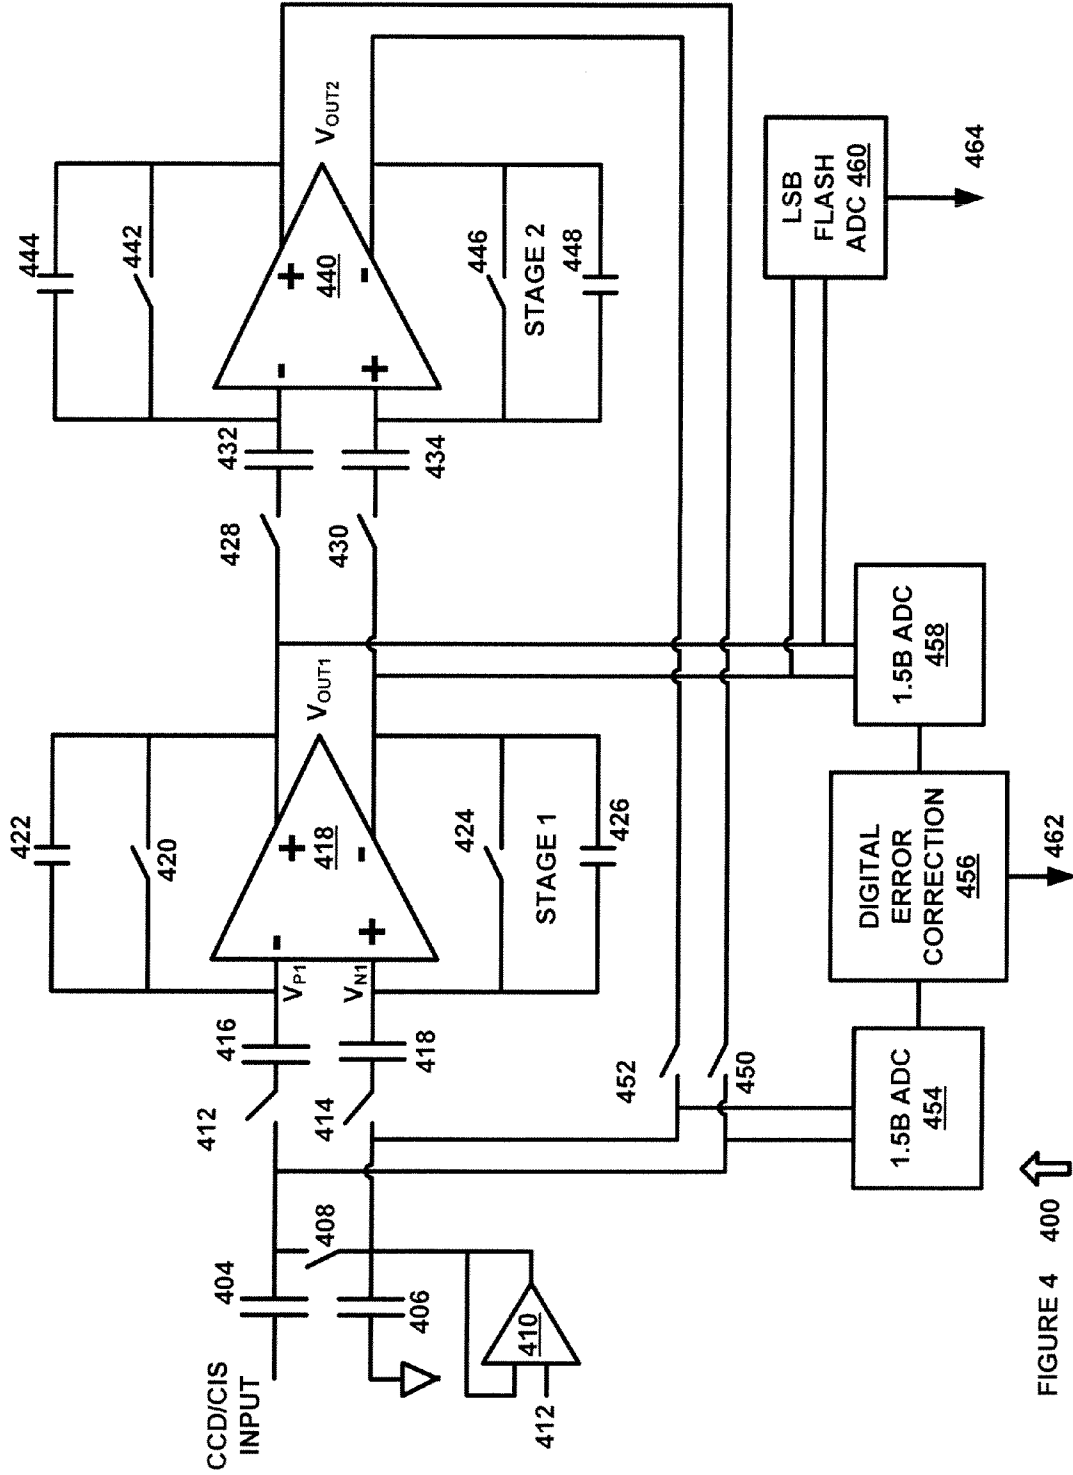 CCD/CIS
INPUT
404
406
408
410
412
412
414
416
418
V_P1
V_N1
-
+
+
-
418
420
422
424
426
STAGE 1
V_OUT1
428
430
432
434
-
+
+
-
440
442
444
446
448
STAGE 2
V_OUT2
450
452
1.5B ADC
454
DIGITAL
ERROR
CORRECTION
456
1.5B ADC
458
LSB
FLASH
ADC 460
462
464
FIGURE 4
400